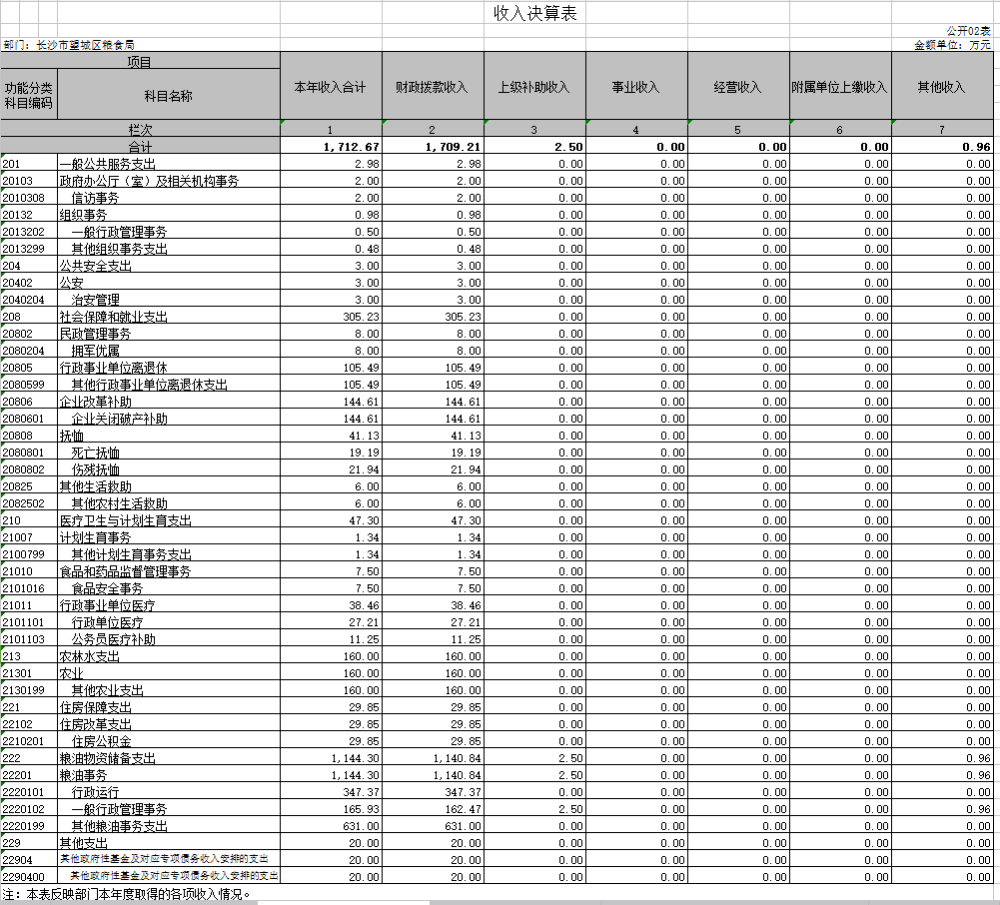 收入决算表
公开02表
部门：长沙市望城区粮食局 金额单位：万元
项目 本年收入合计 财政拨款收入 上级补助收入 事业收入 经营收入 附属单位上缴收入 其他收入
功能分类科目编码 科目名称
栏次 1 2 3 4 5 6 7
合计 1,712.67 1,709.21 2.50 0.00 0.00 0.00 0.96
201 一般公共服务支出 2.98 2.98 0.00 0.00 0.00 0.00 0.00
20103 政府办公厅（室）及相关机构事务 2.00 2.00 0.00 0.00 0.00 0.00 0.00
2010308 信访事务 2.00 2.00 0.00 0.00 0.00 0.00 0.00
20132 组织事务 0.98 0.98 0.00 0.00 0.00 0.00 0.00
2013202 一般行政管理事务 0.50 0.50 0.00 0.00 0.00 0.00 0.00
2013299 其他组织事务支出 0.48 0.48 0.00 0.00 0.00 0.00 0.00
204 公共安全支出 3.00 3.00 0.00 0.00 0.00 0.00 0.00
20402 公安 3.00 3.00 0.00 0.00 0.00 0.00 0.00
2040204 治安管理 3.00 3.00 0.00 0.00 0.00 0.00 0.00
208 社会保障和就业支出 305.23 305.23 0.00 0.00 0.00 0.00 0.00
20802 民政管理事务 8.00 8.00 0.00 0.00 0.00 0.00 0.00
2080204 拥军优属 8.00 8.00 0.00 0.00 0.00 0.00 0.00
20805 行政事业单位离退休 105.49 105.49 0.00 0.00 0.00 0.00 0.00
2080599 其他行政事业单位离退休支出 105.49 105.49 0.00 0.00 0.00 0.00 0.00
20806 企业改革补助 144.61 144.61 0.00 0.00 0.00 0.00 0.00
2080601 企业关闭破产补助 144.61 144.61 0.00 0.00 0.00 0.00 0.00
20808 抚恤 41.13 41.13 0.00 0.00 0.00 0.00 0.00
2080801 死亡抚恤 19.19 19.19 0.00 0.00 0.00 0.00 0.00
2080802 伤残抚恤 21.94 21.94 0.00 0.00 0.00 0.00 0.00
20825 其他生活救助 6.00 6.00 0.00 0.00 0.00 0.00 0.00
2082502 其他农村生活救助 6.00 6.00 0.00 0.00 0.00 0.00 0.00
210 医疗卫生与计划生育支出 47.30 47.30 0.00 0.00 0.00 0.00 0.00
21007 计划生育事务 1.34 1.34 0.00 0.00 0.00 0.00 0.00
2100799 其他计划生育事务支出 1.34 1.34 0.00 0.00 0.00 0.00 0.00
21010 食品和药品监督管理事务 7.50 7.50 0.00 0.00 0.00 0.00 0.00
2101016 食品安全事务 7.50 7.50 0.00 0.00 0.00 0.00 0.00
21011 行政事业单位医疗 38.46 38.46 0.00 0.00 0.00 0.00 0.00
2101101 行政单位医疗 27.21 27.21 0.00 0.00 0.00 0.00 0.00
2101103 公务员医疗补助 11.25 11.25 0.00 0.00 0.00 0.00 0.00
213 农林水支出 160.00 160.00 0.00 0.00 0.00 0.00 0.00
21301 农业 160.00 160.00 0.00 0.00 0.00 0.00 0.00
2130199 其他农业支出 160.00 160.00 0.00 0.00 0.00 0.00 0.00
221 住房保障支出 29.85 29.85 0.00 0.00 0.00 0.00 0.00
22102 住房改革支出 29.85 29.85 0.00 0.00 0.00 0.00 0.00
2210201 住房公积金 29.85 29.85 0.00 0.00 0.00 0.00 0.00
222 粮油物资储备支出 1,144.30 1,140.84 2.50 0.00 0.00 0.00 0.96
22201 粮油事务 1,144.30 1,140.84 2.50 0.00 0.00 0.00 0.96
2220101 行政运行 347.37 347.37 0.00 0.00 0.00 0.00 0.00
2220102 一般行政管理事务 165.93 162.47 2.50 0.00 0.00 0.00 0.96
2220199 其他粮油事务支出 631.00 631.00 0.00 0.00 0.00 0.00 0.00
229 其他支出 20.00 20.00 0.00 0.00 0.00 0.00 0.00
22904 其他政府性基金及对应专项债务收入安排的支出 20.00 20.00 0.00 0.00 0.00 0.00 0.00
2290400 其他政府性基金及对应专项债务收入安排的支出 20.00 20.00 0.00 0.00 0.00 0.00 0.00
注：本表反映部门本年度取得的各项收入情况。